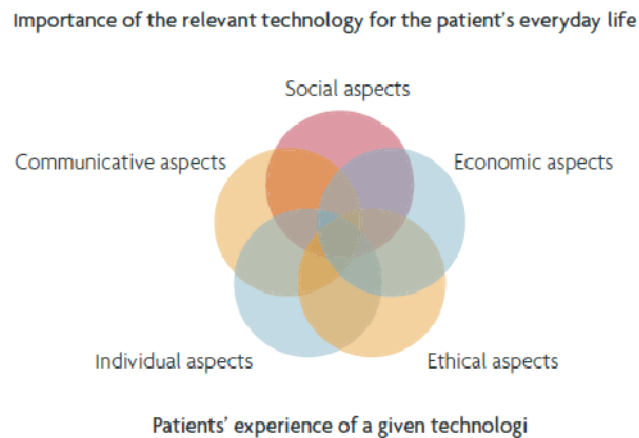 Importance of the relevant technology for the patient's everyday life
Social aspects
Communicative aspects
Economic aspects
Individual aspects
Ethical aspects
Patients' experience of a given technologi